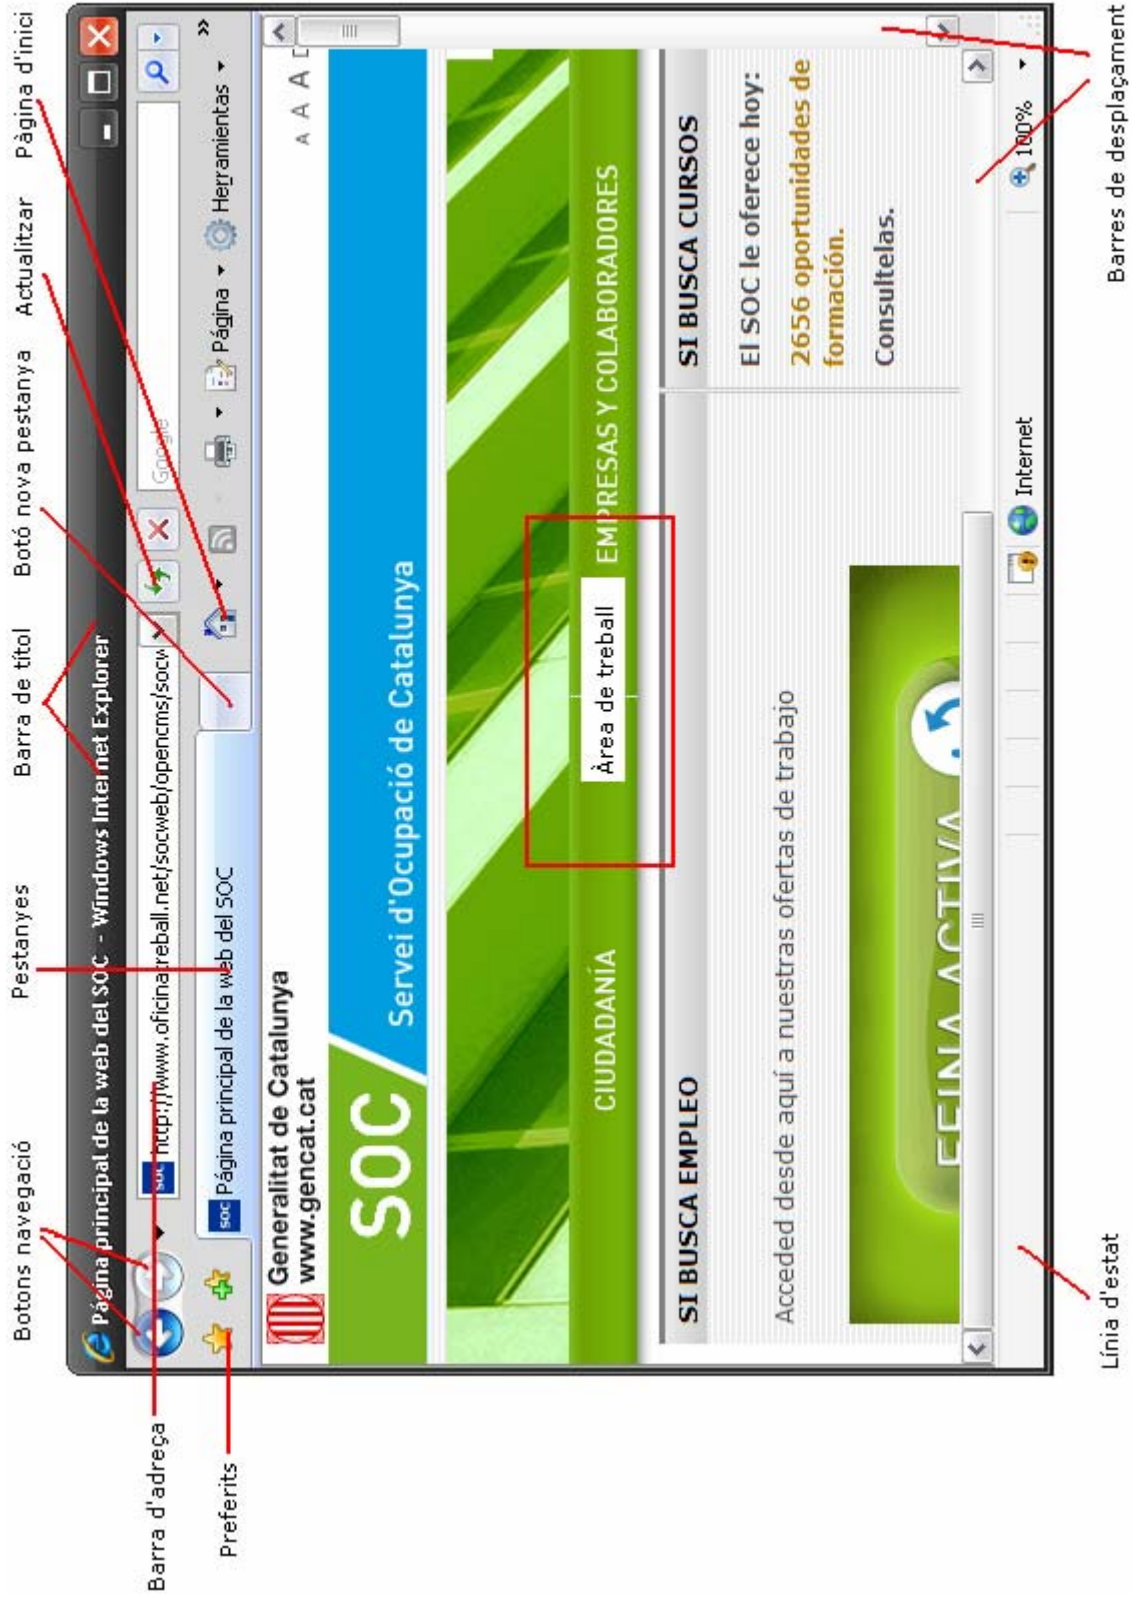 Botons navegació
Pestanyes
Barra de títol
Botó nova pestanya
Actualitzar
Pàgina d'inici
Barra d'adreça
Preferits
Página principal de la web del SOC - Windows Internet Explorer
soc http://www.oficinatreball.net/socweb/opencms/socw
Google
soc Página principal de la web del SOC
Página
Herramientas
»
Generalitat de Catalunya
www.gencat.cat
A A A
SOC
Servei d'Ocupació de Catalunya
CIUDADANÍA
Àrea de treball
EMPRESAS Y COLABORADORES
SI BUSCA EMPLEO
SI BUSCA CURSOS
Acceded desde aquí a nuestras ofertas de trabajo
El SOC le oferece hoy:
2656 oportunidades de
formación.
Consultelas.
FEINA ACTIVA
Internet
100%
Línia d'estat
Barres de desplaçament